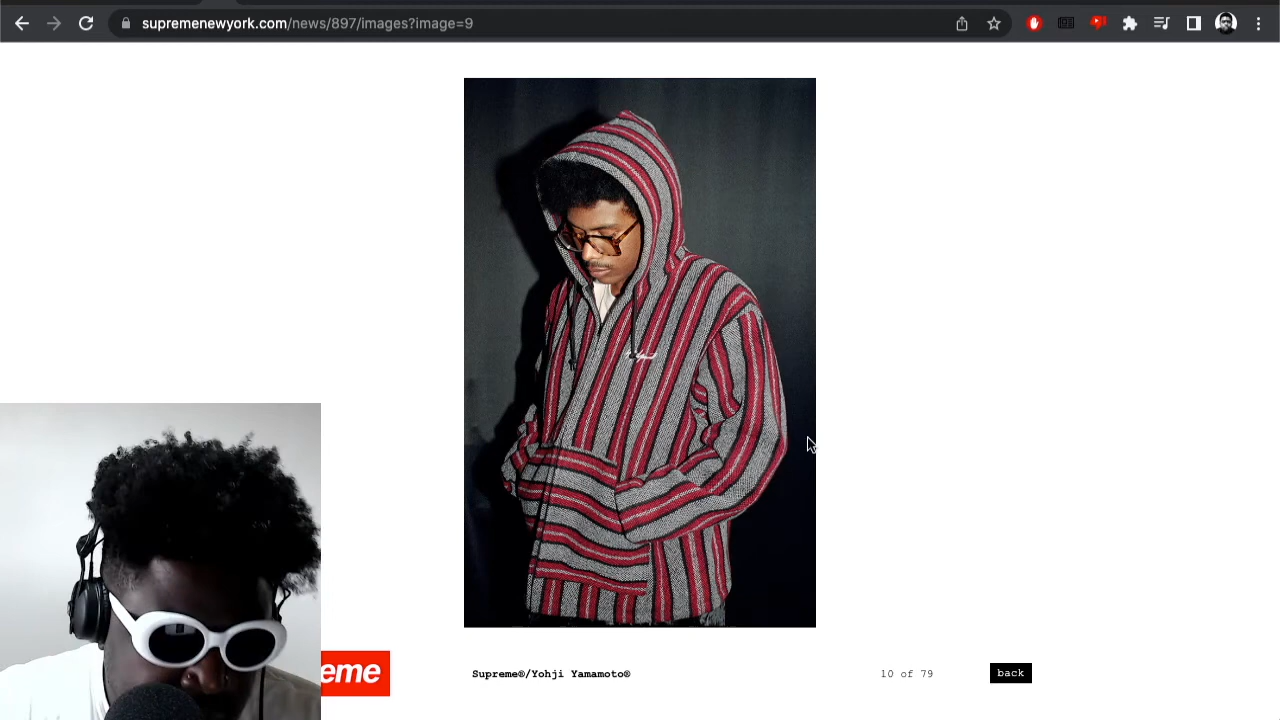 supremenewyork.com/news/897/images?image=9
eme
Supreme®/Yohji Yamamoto®
10 of 79
back